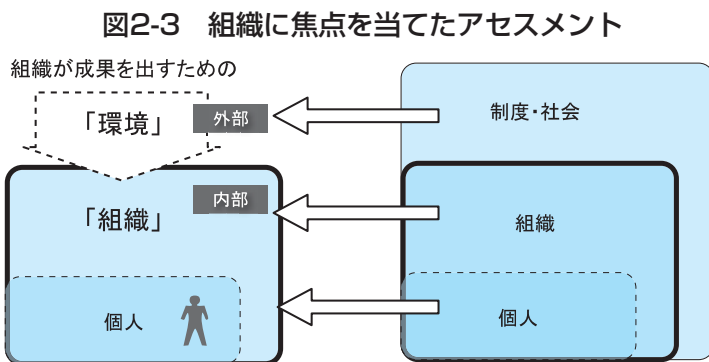 図2-3 組織に焦点を当てたアセスメント
組織が成果を出すための
「環境」
外部
制度・社会
内部
「組織」
組織
個人
個人